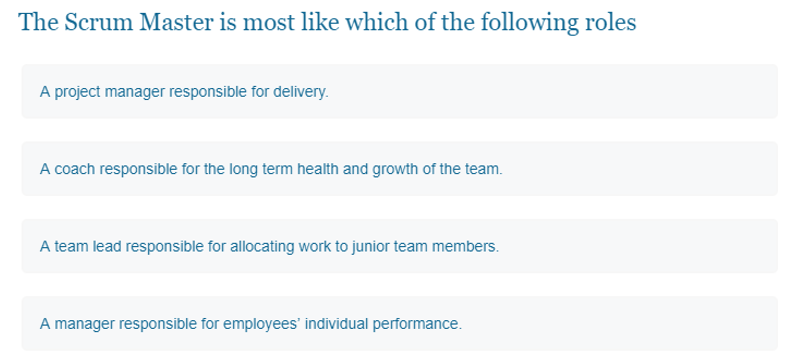 The Scrum Master is most like which of the following roles
A project manager responsible for delivery.
A coach responsible for the long term health and growth of the team.
A team lead responsible for allocating work to junior team members.
A manager responsible for employees’ individual performance.